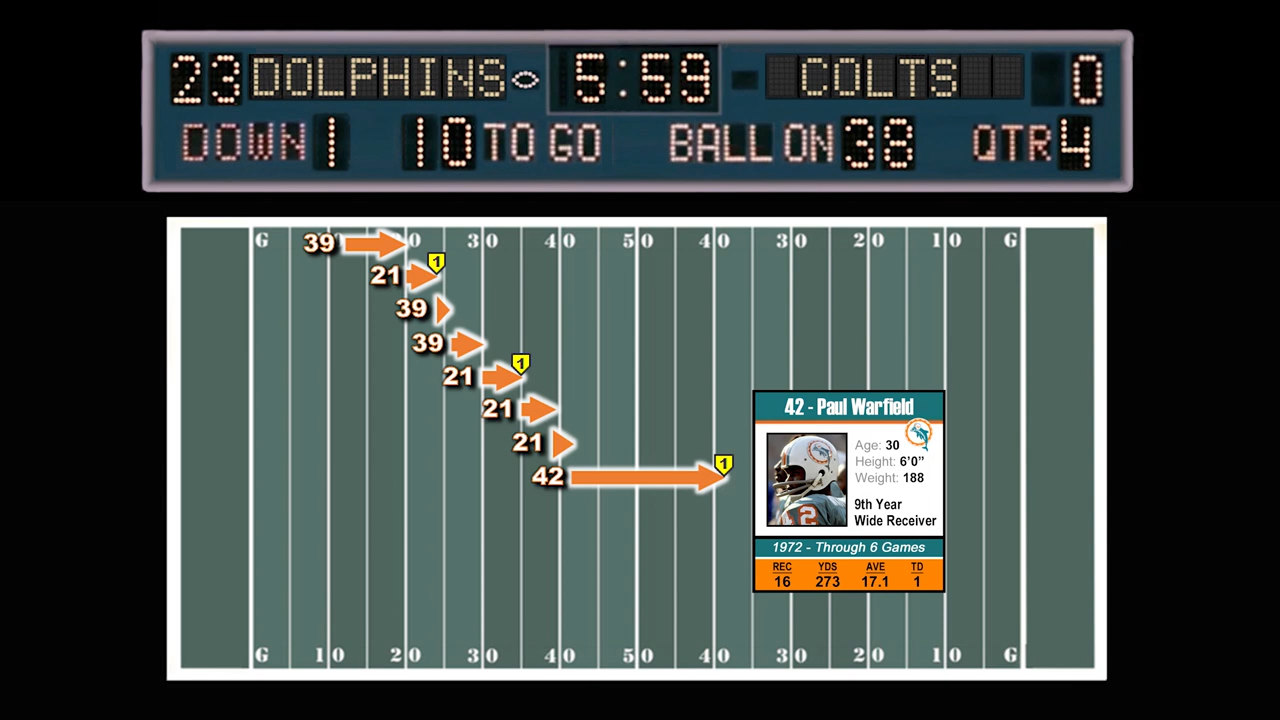 23 DOLPHINS 5:59 COLTS 0
DOWN 1 10 TO GO BALL ON 38 QTR 4
G 10 20 30 40 50 40 30 20 10 G
39
21 1
39
39
21 1
21
21
42 1
42 - Paul Warfield
Age: 30
Height: 6'0"
Weight: 188
9th Year
Wide Receiver
1972 - Through 6 Games
REC YDS AVE TD
16 273 17.1 1
G 10 20 30 40 50 40 30 20 10 G